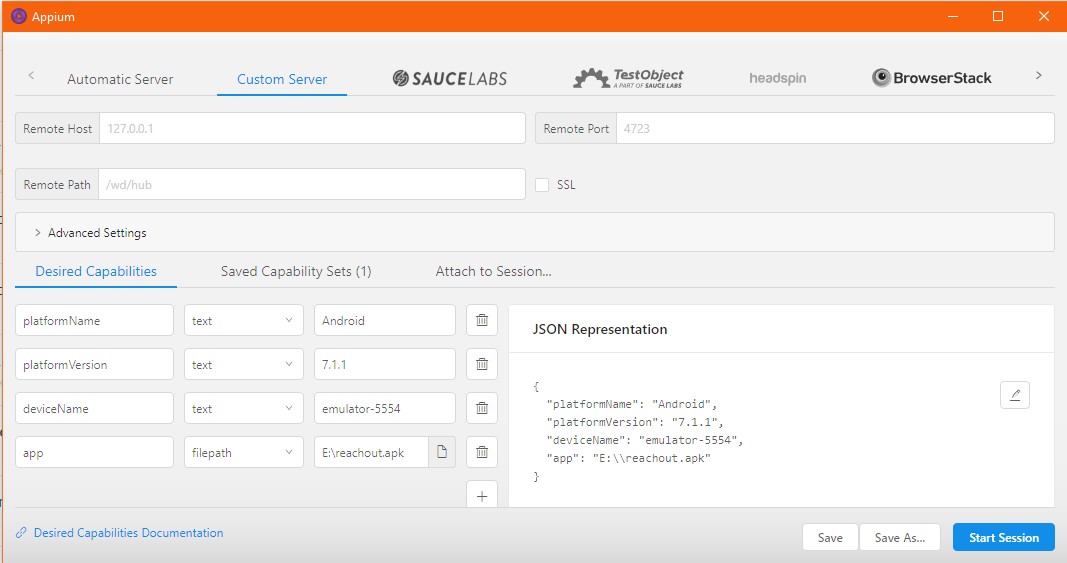 Appium
Automatic Server Custom Server SAUCELABS TestObject A PART OF SAUCE LABS headspin BrowserStack
Remote Host 127.0.0.1 Remote Port 4723
Remote Path /wd/hub SSL
Advanced Settings
Desired Capabilities Saved Capability Sets (1) Attach to Session...
platformName text Android
platformVersion text 7.1.1
deviceName text emulator-5554
app filepath E:\reachout.apk
JSON Representation
{
"platformName": "Android",
"platformVersion": "7.1.1",
"deviceName": "emulator-5554",
"app": "E:\\reachout.apk"
}
Desired Capabilities Documentation Save Save As... Start Session